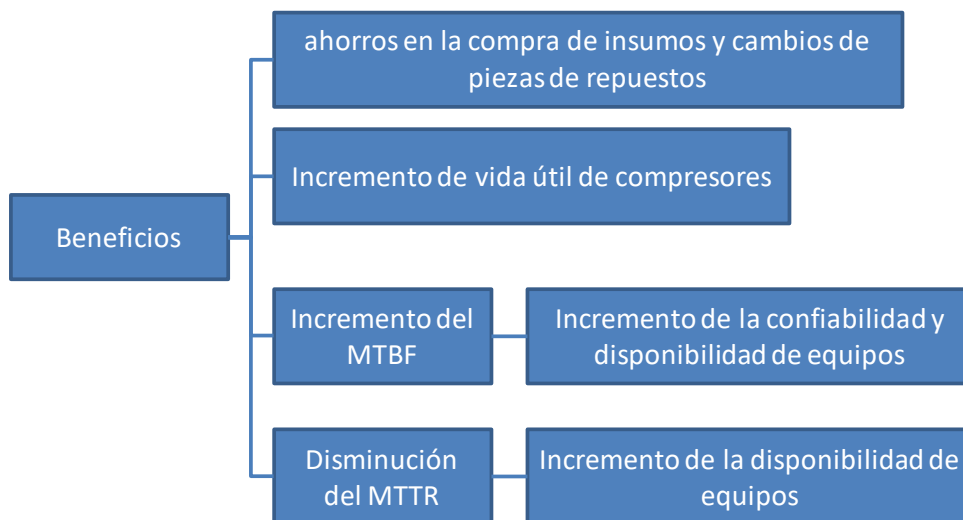 ahorros en la compra de insumos y cambios de
piezas de repuestos
Incremento de vida útil de compresores
Beneficios
Incremento del
MTBF
Incremento de la confiabilidad y
disponibilidad de equipos
Disminución
del MTTR
Incremento de la disponibilidad de
equipos